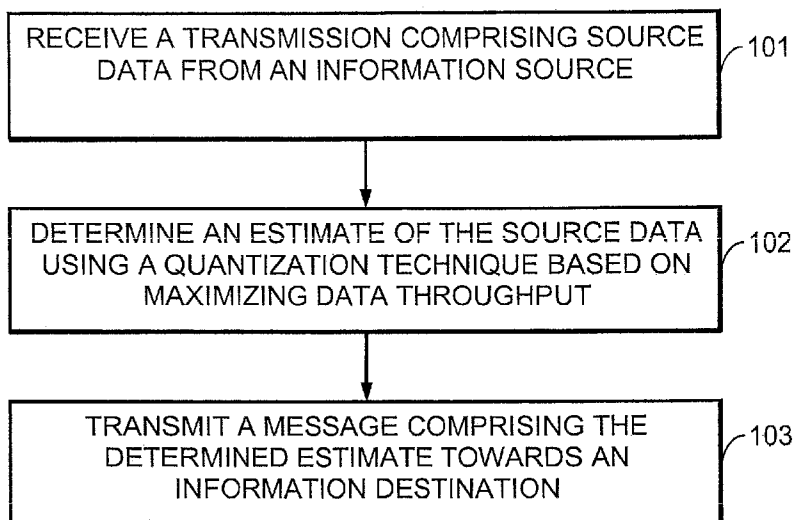 RECEIVE A TRANSMISSION COMPRISING SOURCE
DATA FROM AN INFORMATION SOURCE
101
DETERMINE AN ESTIMATE OF THE SOURCE DATA
USING A QUANTIZATION TECHNIQUE BASED ON
MAXIMIZING DATA THROUGHPUT
102
TRANSMIT A MESSAGE COMPRISING THE
DETERMINED ESTIMATE TOWARDS AN
INFORMATION DESTINATION
103